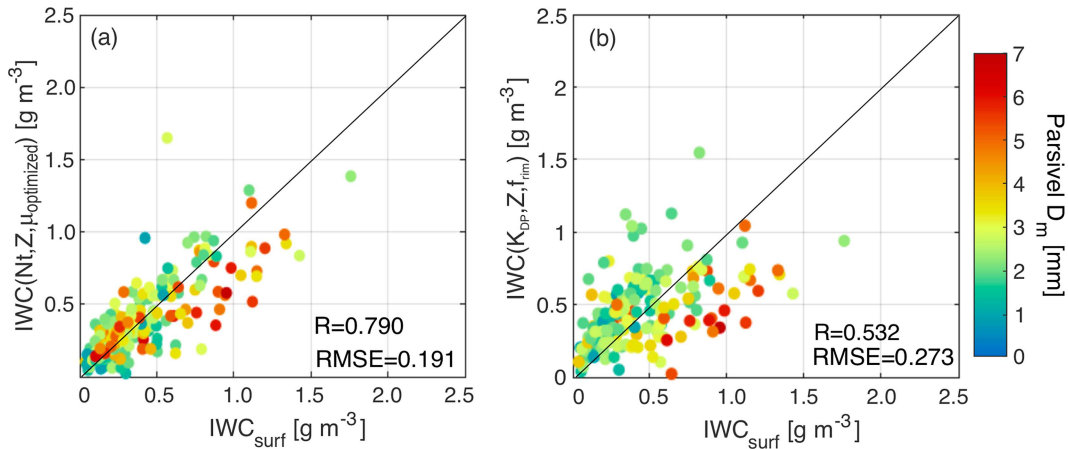 (a)
IWC(Nt,Z,μoptimized) [g m-3]
2.5
2.0
1.5
1.0
0.5
0
0 0.5 1.0 1.5 2.0 2.5
R=0.790
RMSE=0.191
IWCsurf [g m-3]
(b)
IWC(KDP,Z,frim) [g m-3]
2.5
2.0
1.5
1.0
0.5
0
0 0.5 1.0 1.5 2.0 2.5
R=0.532
RMSE=0.273
IWCsurf [g m-3]
7
6
5
4
3
2
1
0
Parsivel Dm [mm]